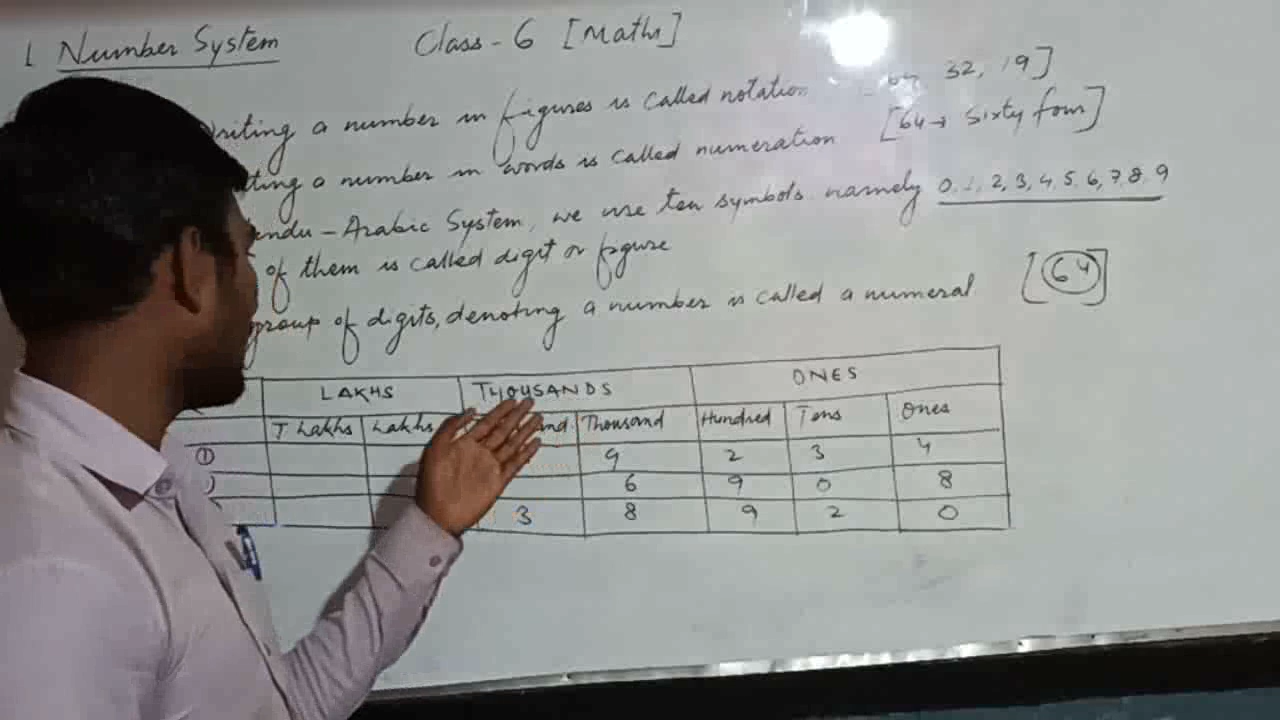 1 Number System Class - 6 [Maths]
writing a number in figures is called notation 32, 19]
a number in words is called numeration [64 → Sixty four]
- Arabic System, we use ten symbols namely 0, 1, 2, 3, 4, 5, 6, 7, 8, 9
of them is called digit or figure
group of digits, denoting a number is called a numeral [64]
LAKHS THOUSANDS ONES
T. Lakhs Lakhs Thousand Hundred Tens Ones
① 9 2 3 4
6 9 0 8
3 8 9 2 0